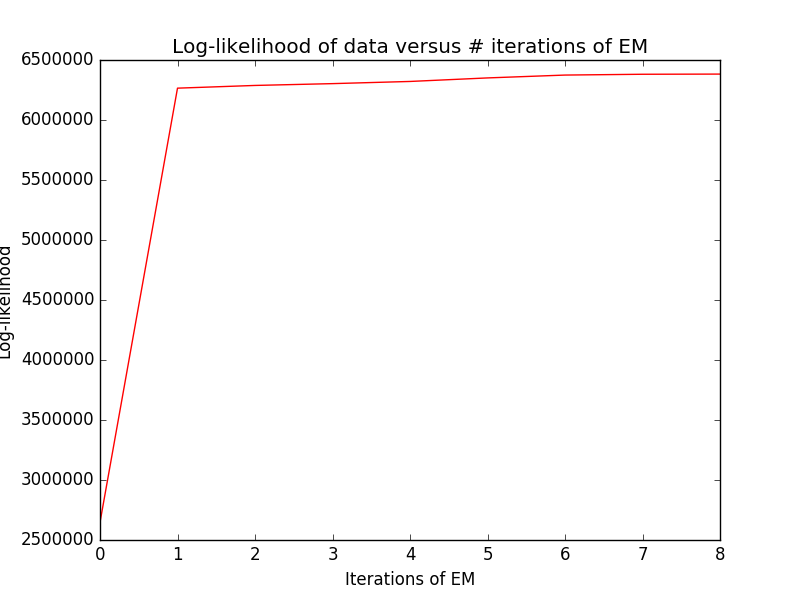 Log-likelihood of data versus # iterations of EM
6500000
6000000
5500000
5000000
4500000
4000000
3500000
3000000
2500000
Log-likelihood
0 1 2 3 4 5 6 7 8
Iterations of EM